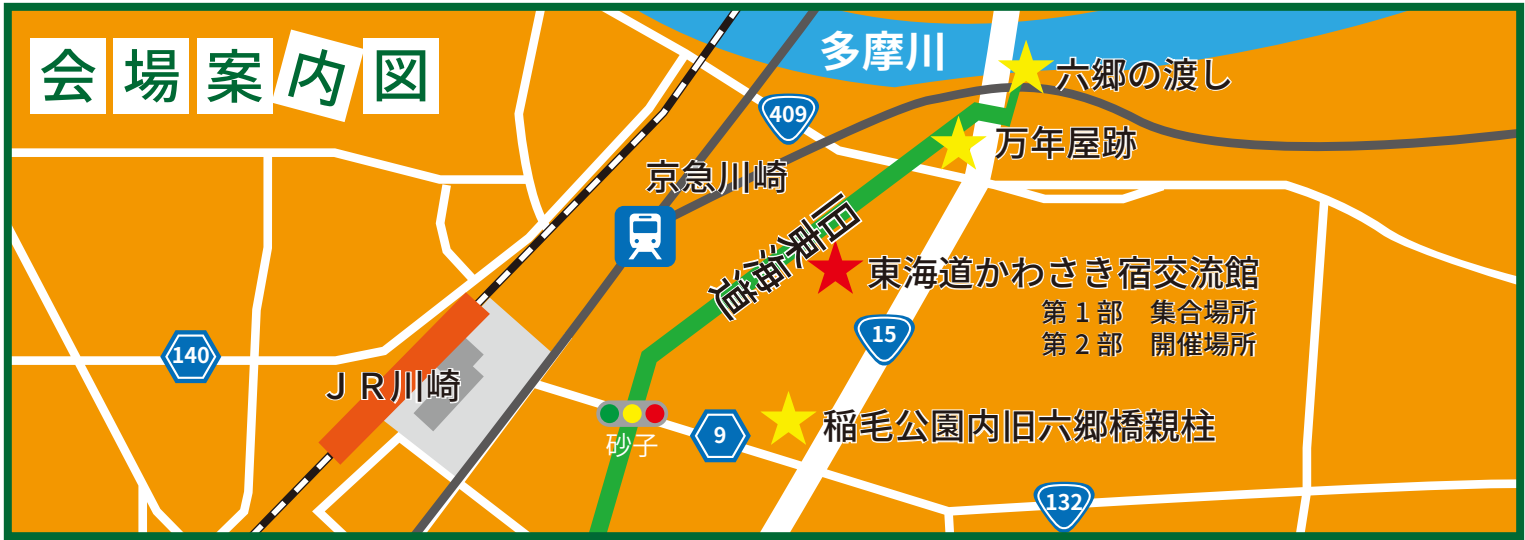 会場案内図
多摩川
六郷の渡し
409
万年屋跡
京急川崎
旧東海道
東海道かわさき宿交流館
第1部　集合場所
第2部　開催場所
15
140
JR川崎
砂子
9
稲毛公園内旧六郷橋親柱
132